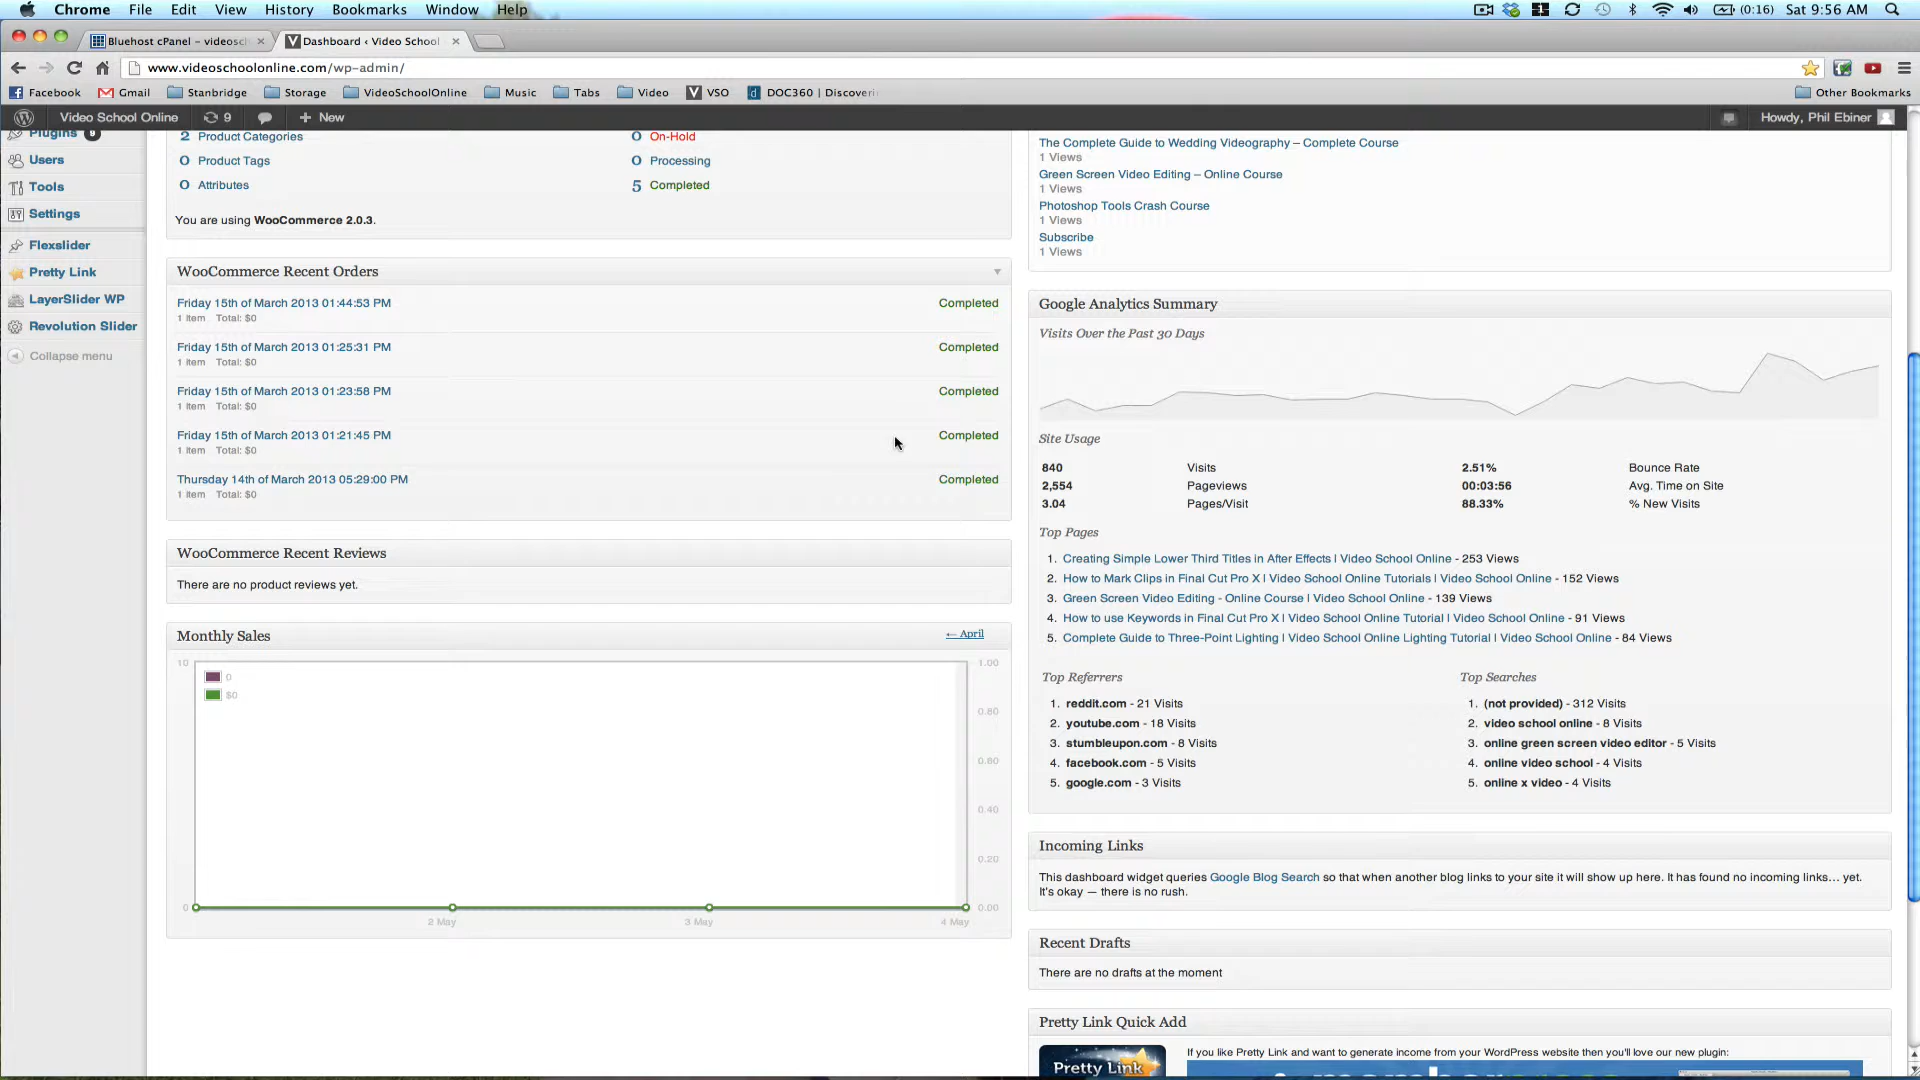 Chrome File Edit View History Bookmarks Window Help
(0:16) Sat 9:56 AM
Bluehost cPanel – videosch
Dashboard ‹ Video School
www.videoschoolonline.com/wp-admin/
Facebook Gmail Stanbridge Storage VideoSchoolOnline Music Tabs Video VSO DOC360 | Discoveri Other Bookmarks
Video School Online 9 + New Howdy, Phil Ebiner
Plugins 9
Users
Tools
Settings
Flexslider
Pretty Link
LayerSlider WP
Revolution Slider
Collapse menu
2 Product Categories 0 On-Hold
0 Product Tags 0 Processing
0 Attributes 5 Completed
You are using WooCommerce 2.0.3.
WooCommerce Recent Orders
Friday 15th of March 2013 01:44:53 PM Completed
1 item Total: $0
Friday 15th of March 2013 01:25:31 PM Completed
1 item Total: $0
Friday 15th of March 2013 01:23:58 PM Completed
1 item Total: $0
Friday 15th of March 2013 01:21:45 PM Completed
1 item Total: $0
Thursday 14th of March 2013 05:29:00 PM Completed
1 item Total: $0
WooCommerce Recent Reviews
There are no product reviews yet.
Monthly Sales ← April
10 1.00
0
$0
0.80
0.60
0.40
0.20
0 0.00
2 May 3 May 4 May
The Complete Guide to Wedding Videography – Complete Course
1 Views
Green Screen Video Editing – Online Course
1 Views
Photoshop Tools Crash Course
1 Views
Subscribe
1 Views
Google Analytics Summary
Visits Over the Past 30 Days
Site Usage
840 Visits 2.51% Bounce Rate
2,554 Pageviews 00:03:56 Avg. Time on Site
3.04 Pages/Visit 88.33% % New Visits
Top Pages
1. Creating Simple Lower Third Titles in After Effects | Video School Online - 253 Views
2. How to Mark Clips in Final Cut Pro X | Video School Online Tutorials | Video School Online - 152 Views
3. Green Screen Video Editing - Online Course | Video School Online - 139 Views
4. How to use Keywords in Final Cut Pro X | Video School Online Tutorial | Video School Online - 91 Views
5. Complete Guide to Three-Point Lighting | Video School Online Lighting Tutorial | Video School Online - 84 Views
Top Referrers
1. reddit.com - 21 Visits
2. youtube.com - 18 Visits
3. stumbleupon.com - 8 Visits
4. facebook.com - 5 Visits
5. google.com - 3 Visits
Top Searches
1. (not provided) - 312 Visits
2. video school online - 8 Visits
3. online green screen video editor - 5 Visits
4. online video school - 4 Visits
5. online x video - 4 Visits
Incoming Links
This dashboard widget queries Google Blog Search so that when another blog links to your site it will show up here. It has found no incoming links… yet.
It's okay — there is no rush.
Recent Drafts
There are no drafts at the moment
Pretty Link Quick Add
If you like Pretty Link and want to generate income from your WordPress website then you'll love our new plugin:
Pretty Link